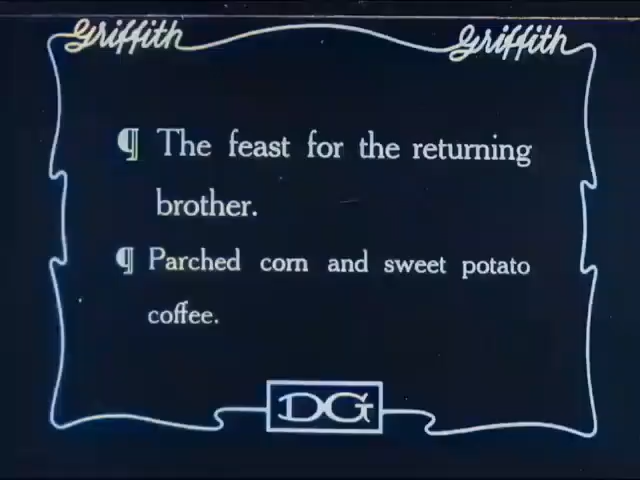 Griffith Griffith
¶ The feast for the returning
brother.
¶ Parched corn and sweet potato
coffee.
DG